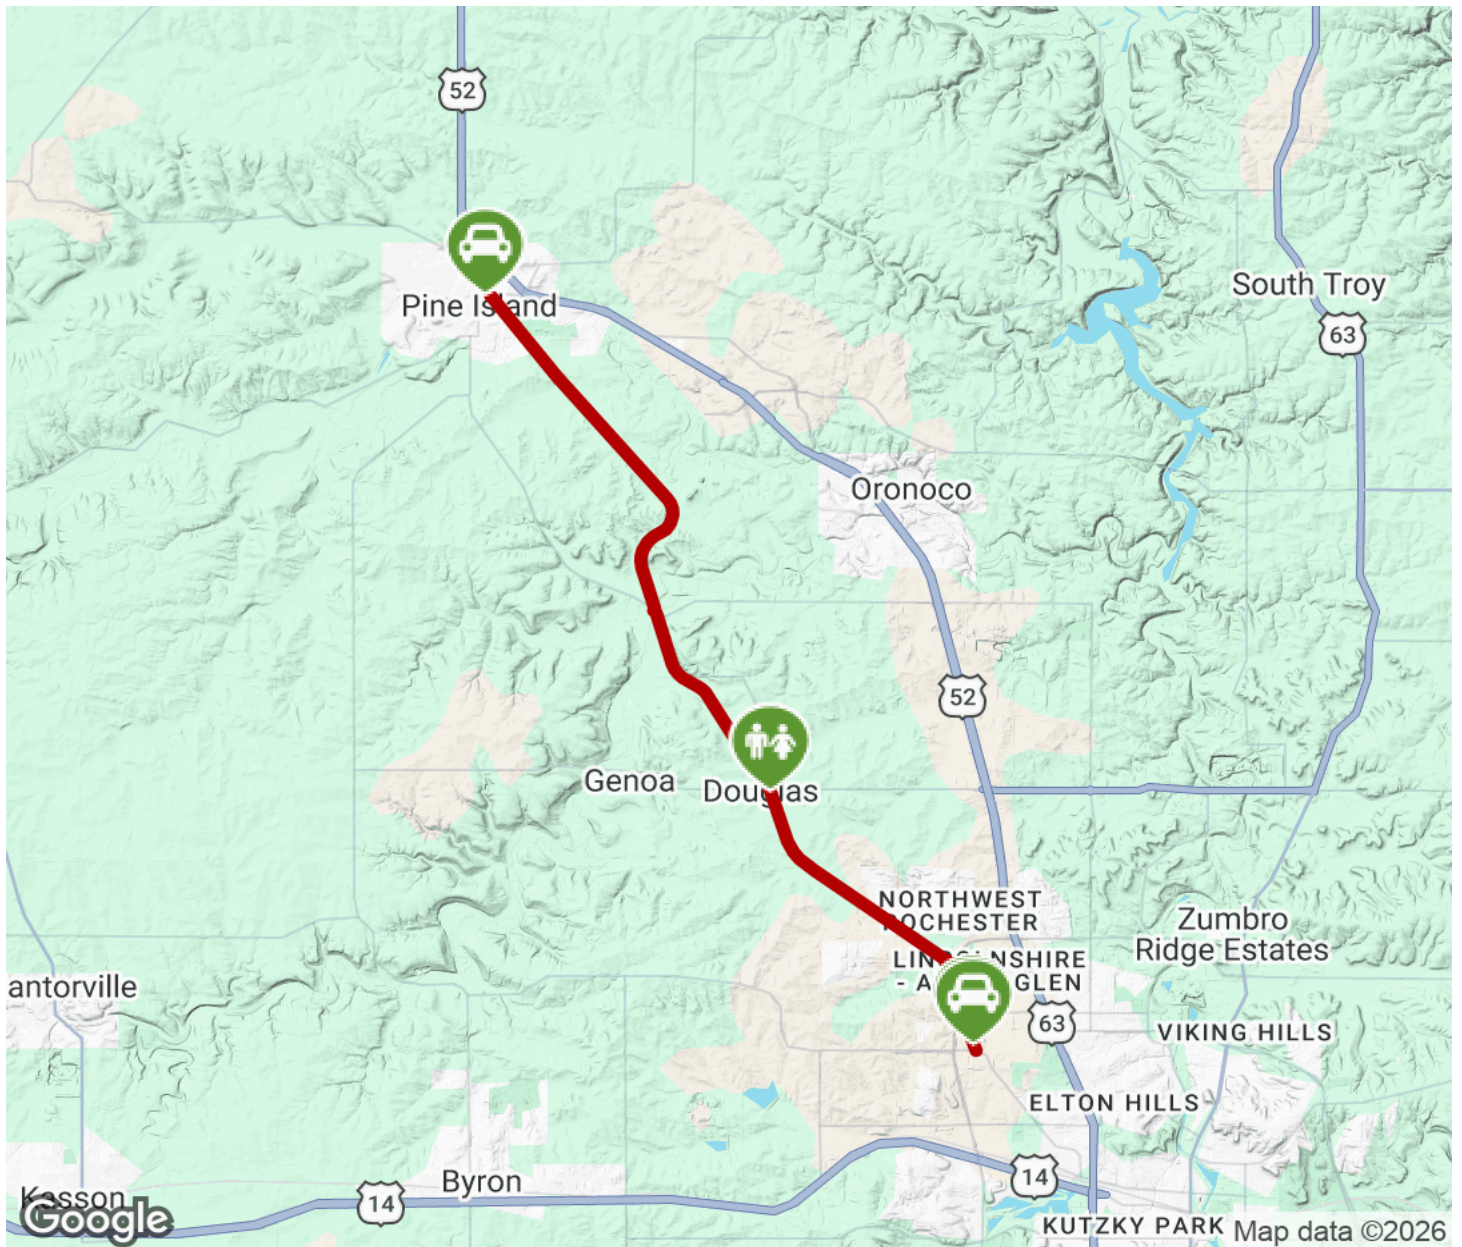 52
Pine Island
South Troy
63
Oronoco
52
Genoa
Douglas
NORTHWEST
ROCHESTER
Zumbro
Ridge Estates
LINCOLNSHIRE
- A GLEN
antorville
63
VIKING HILLS
ELTON HILLS
14
Byron
14
Kasson
Google
KUTZKY PARK
Map data ©2026